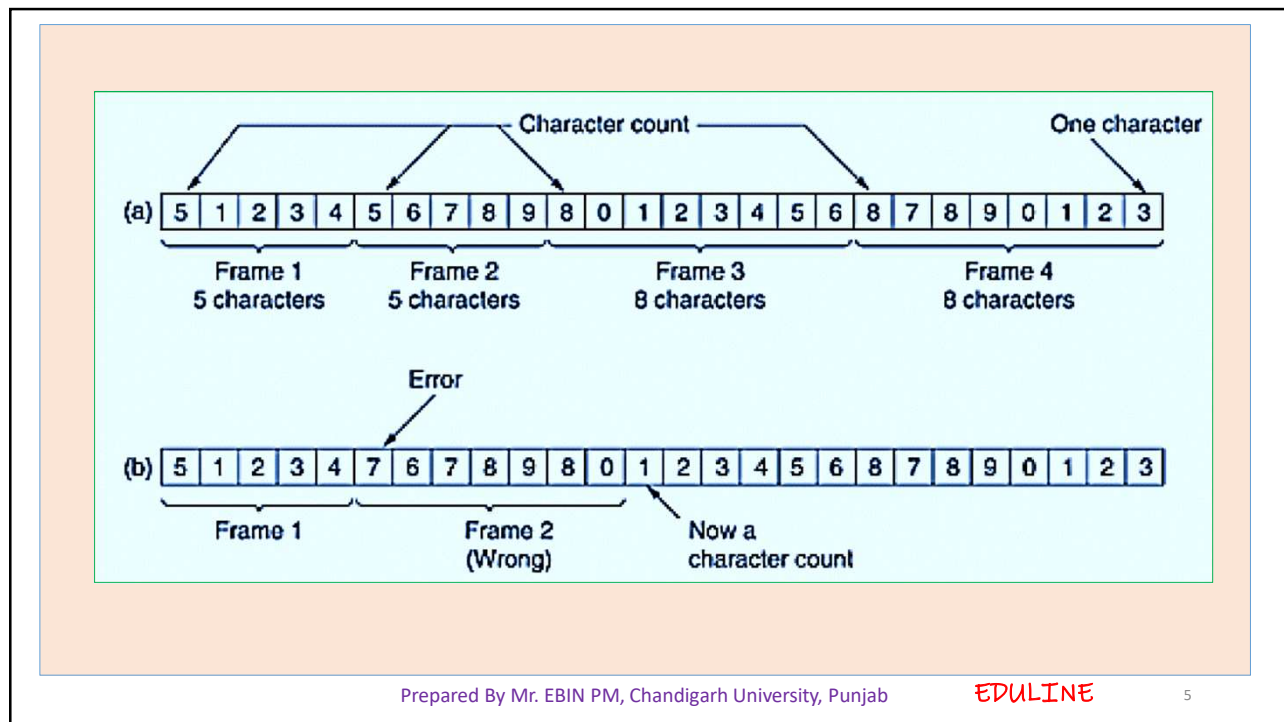 Character count One character
(a) 5 1 2 3 4 5 6 7 8 9 8 0 1 2 3 4 5 6 8 7 8 9 0 1 2 3
Frame 1 Frame 2 Frame 3 Frame 4
5 characters 5 characters 8 characters 8 characters
Error
(b) 5 1 2 3 4 7 6 7 8 9 8 0 1 2 3 4 5 6 8 7 8 9 0 1 2 3
Frame 1 Frame 2 Now a
(Wrong) character count
Prepared By Mr. EBIN PM, Chandigarh University, Punjab EDULINE 5